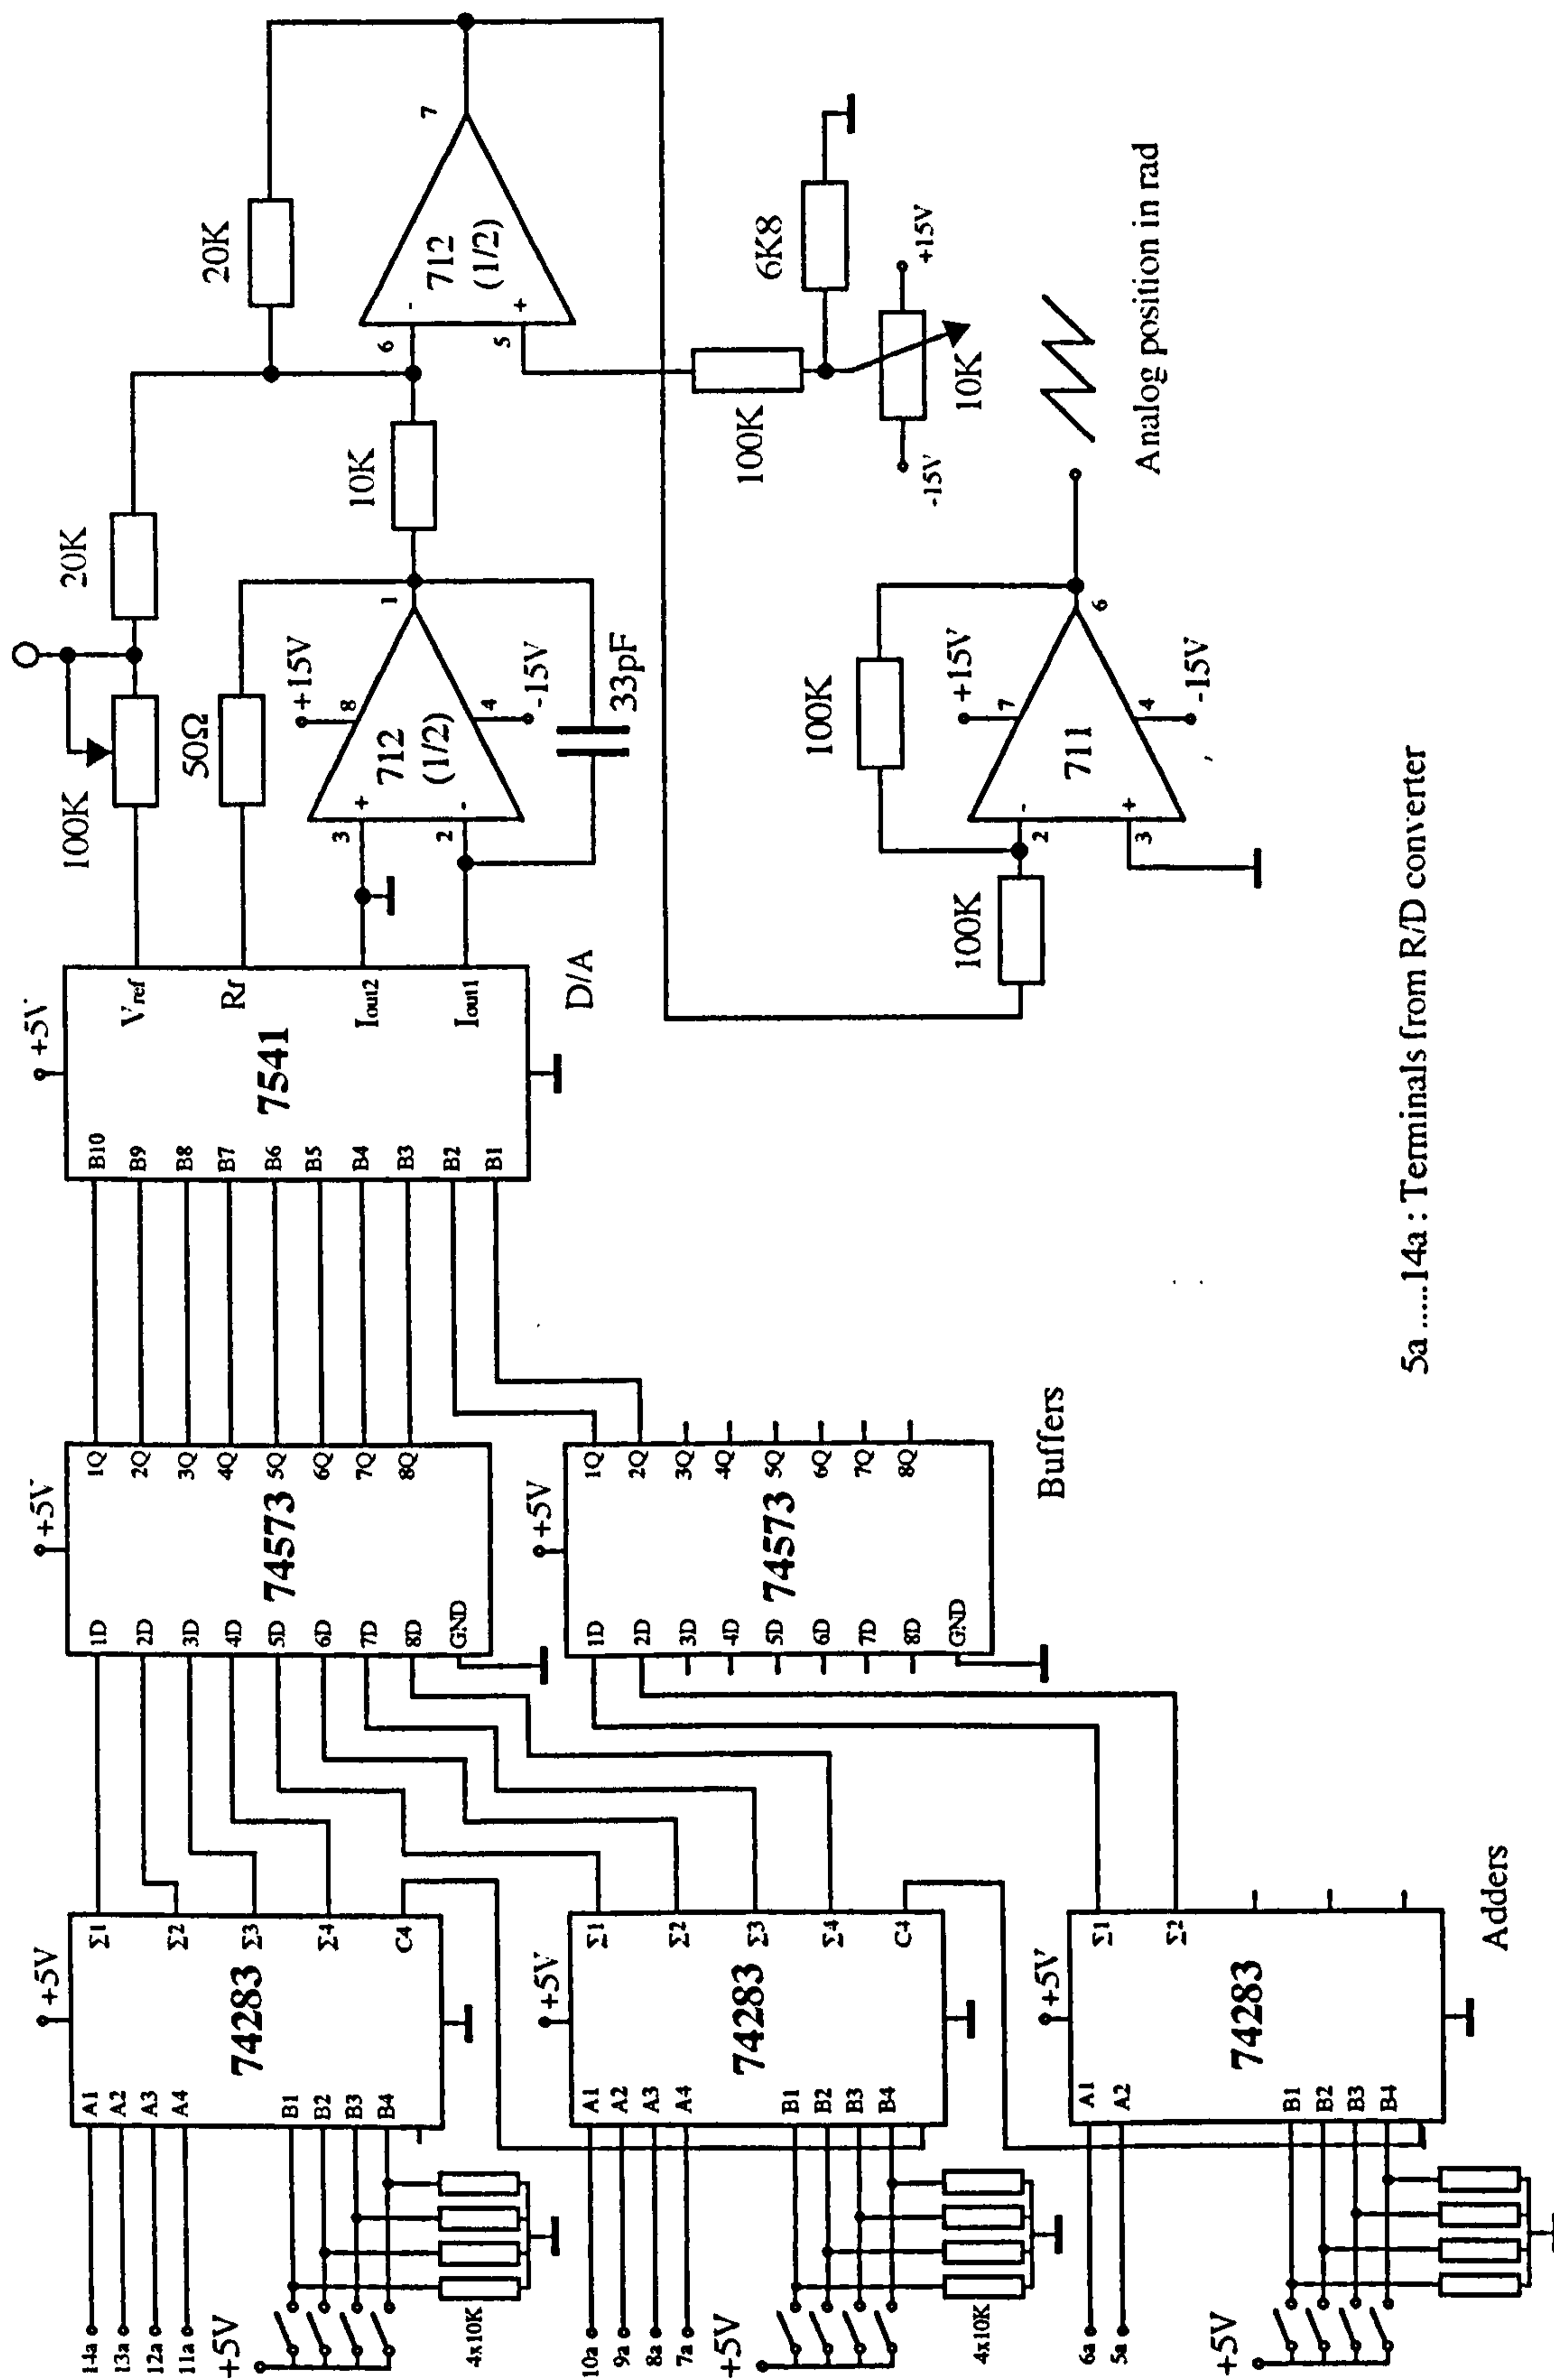 +5V
14a
13a
12a
11a
A1
A2
A3
A4
74283
B1
B2
B3
B4
Σ1
Σ2
Σ3
Σ4
C4
+5V
4x10K
+5V
10a
9a
8a
7a
A1
A2
A3
A4
74283
B1
B2
B3
B4
Σ1
Σ2
Σ3
Σ4
C4
+5V
4x10K
+5V
6a
5a
A1
A2
74283
B1
B2
B3
B4
Σ1
Σ2
+5V
Adders
+5V
1D
2D
3D
4D
5D
6D
7D
8D
GND
74573
1Q
2Q
3Q
4Q
5Q
6Q
7Q
8Q
+5V
1D
2D
3D
4D
5D
6D
7D
8D
GND
74573
1Q
2Q
3Q
4Q
5Q
6Q
7Q
8Q
Buffers
+5V
B10
B9
B8
B7
B6
B5
B4
B3
B2
B1
7541
Vref
Rf
Iout2
Iout1
D/A
100K
20K
50Ω
+15V
8
3
+
712
(1/2)
2
-
1
4
-15V
33pF
10K
20K
6
-
712
(1/2)
5
+
7
100K
6K8
-15V
10K
+15V
100K
100K
+15V
7
2
-
711
3
+
6
4
-15V
Analog position in rad
5a .....14a : Terminals from R/D converter